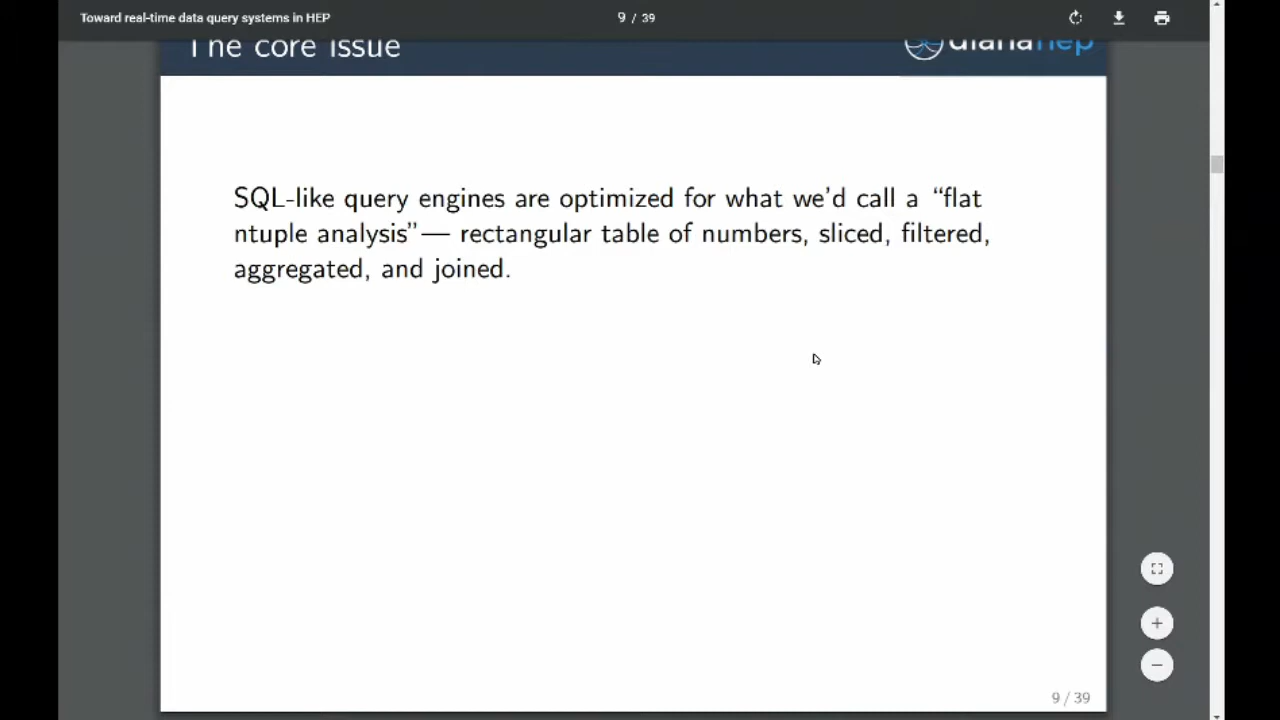 Toward real-time data query systems in HEP
9 / 39
The core issue
dianahep
SQL-like query engines are optimized for what we'd call a “flat
ntuple analysis”— rectangular table of numbers, sliced, filtered,
aggregated, and joined.
9 / 39